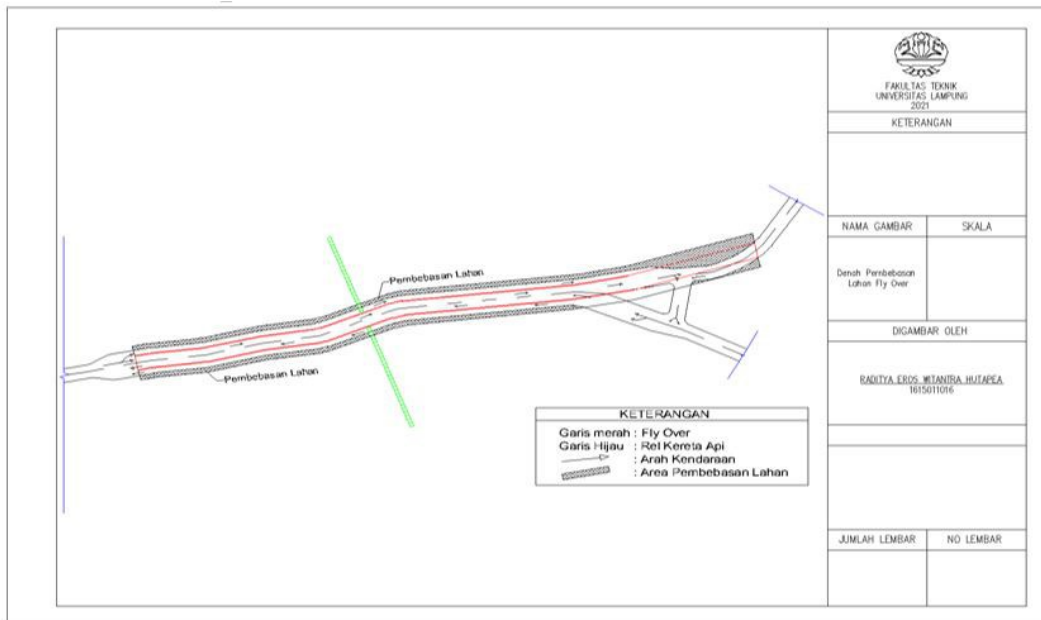 FAKULTAS TEKNIK
UNIVERSITAS LAMPUNG
2021
KETERANGAN
NAMA GAMBAR
SKALA
Denah Pembebasan
Lahan Fly Over
DIGAMBAR OLEH
RADITYA EROS WITANTRA HUTAPEA
1615011016
JUMLAH LEMBAR
NO LEMBAR
Pembebasan Lahan
Pembebasan Lahan
KETERANGAN
Garis merah : Fly Over
Garis Hijau : Rel Kereta Api
: Arah Kendaraan
: Area Pembebasan Lahan